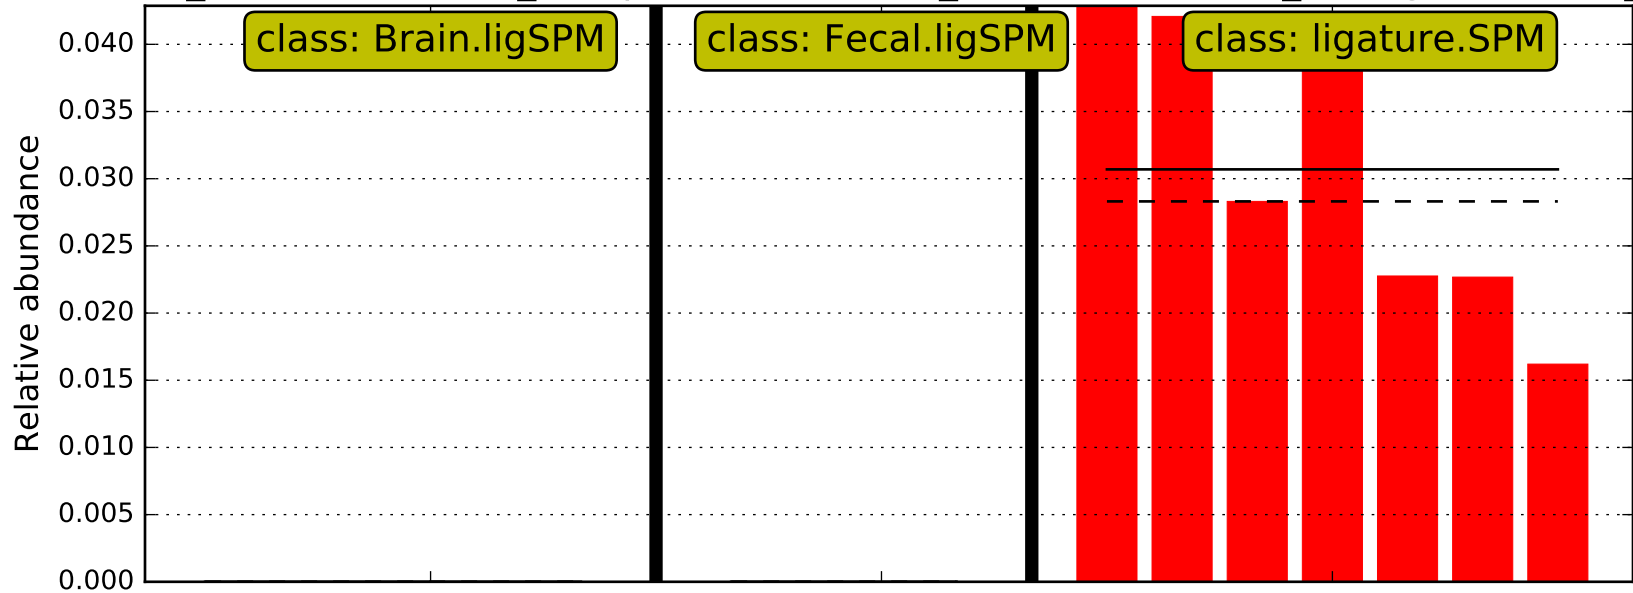 class: Brain.ligSPM
class: Fecal.ligSPM
class: ligature.SPM
Relative abundance
0.040
0.035
0.030
0.025
0.020
0.015
0.010
0.005
0.000